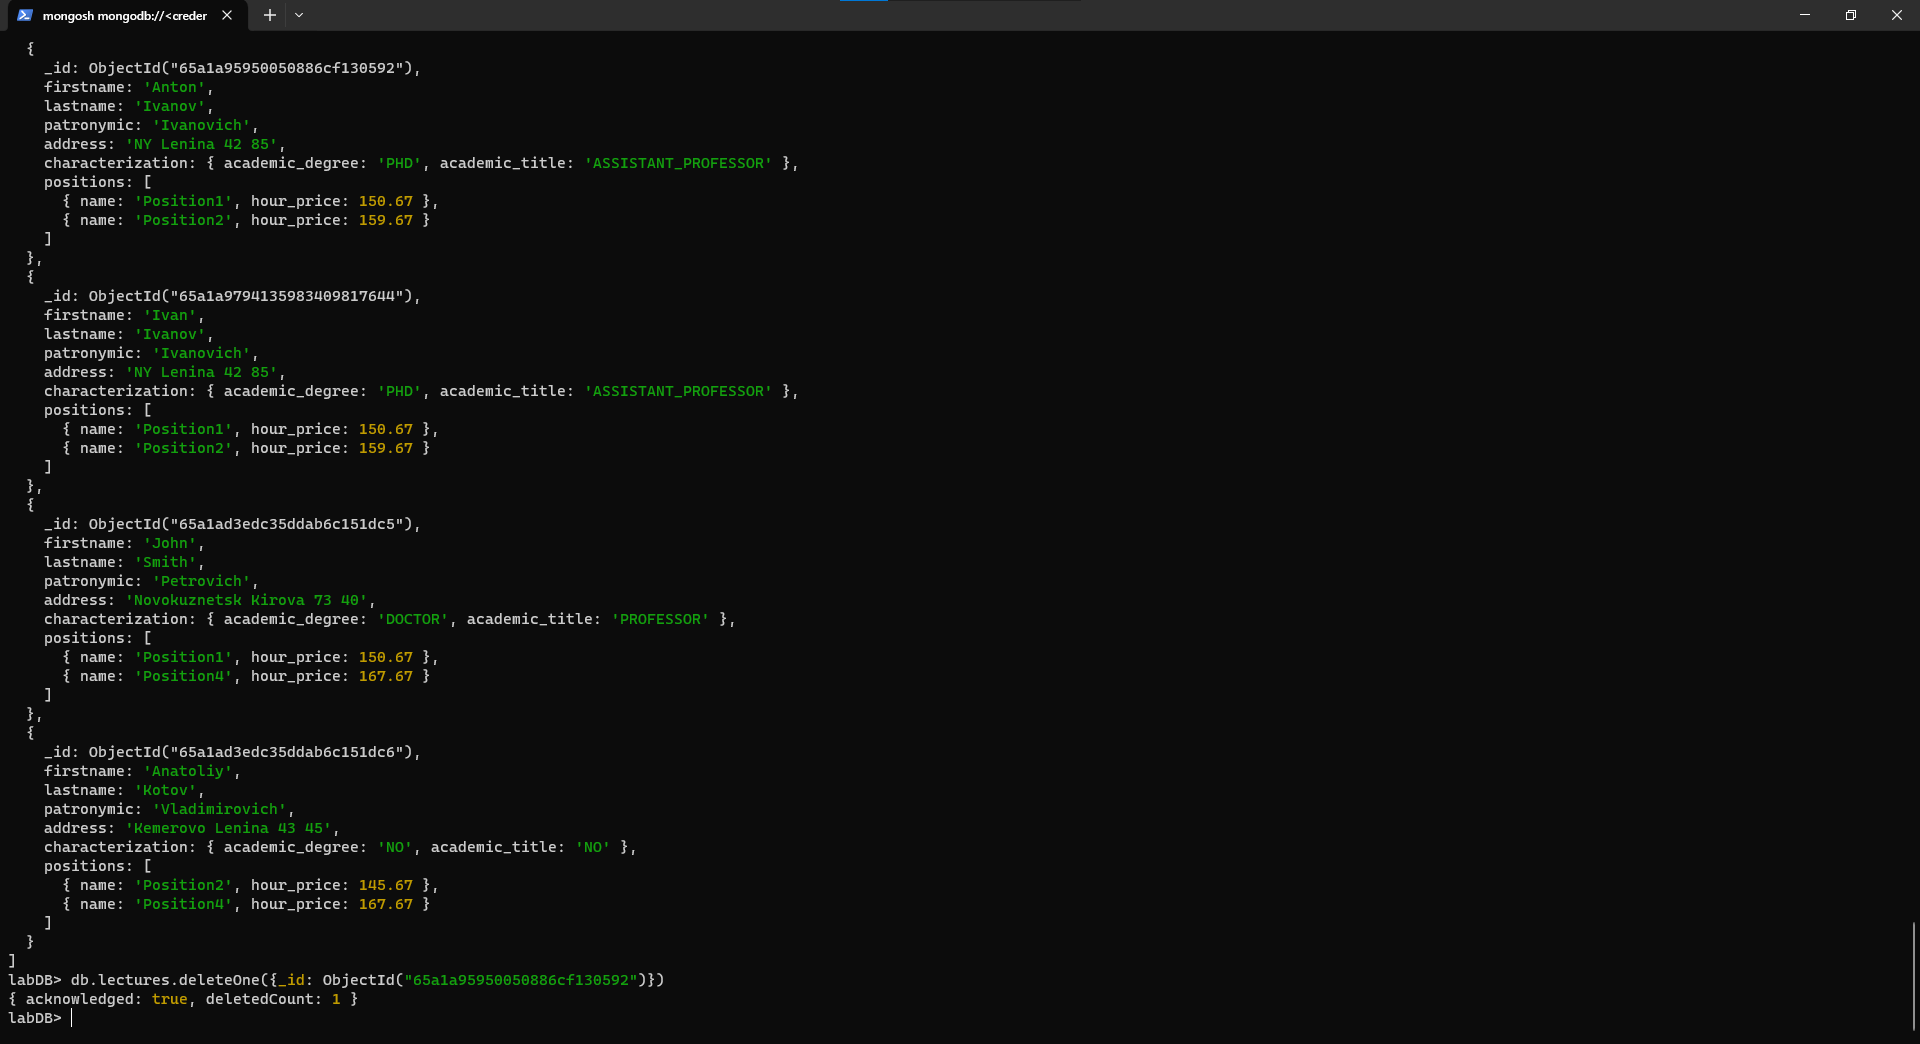 mongosh mongodb://<creder
  {
    _id: ObjectId("65a1a95950050886cf130592"),
    firstname: 'Anton',
    lastname: 'Ivanov',
    patronymic: 'Ivanovich',
    address: 'NY Lenina 42 85',
    characterization: { academic_degree: 'PHD', academic_title: 'ASSISTANT_PROFESSOR' },
    positions: [
      { name: 'Position1', hour_price: 150.67 },
      { name: 'Position2', hour_price: 159.67 }
    ]
  },
  {
    _id: ObjectId("65a1a9794135983409817644"),
    firstname: 'Ivan',
    lastname: 'Ivanov',
    patronymic: 'Ivanovich',
    address: 'NY Lenina 42 85',
    characterization: { academic_degree: 'PHD', academic_title: 'ASSISTANT_PROFESSOR' },
    positions: [
      { name: 'Position1', hour_price: 150.67 },
      { name: 'Position2', hour_price: 159.67 }
    ]
  },
  {
    _id: ObjectId("65a1ad3edc35ddab6c151dc5"),
    firstname: 'John',
    lastname: 'Smith',
    patronymic: 'Petrovich',
    address: 'Novokuznetsk Kirova 73 40',
    characterization: { academic_degree: 'DOCTOR', academic_title: 'PROFESSOR' },
    positions: [
      { name: 'Position1', hour_price: 150.67 },
      { name: 'Position4', hour_price: 167.67 }
    ]
  },
  {
    _id: ObjectId("65a1ad3edc35ddab6c151dc6"),
    firstname: 'Anatoliy',
    lastname: 'Kotov',
    patronymic: 'Vladimirovich',
    address: 'Kemerovo Lenina 43 45',
    characterization: { academic_degree: 'NO', academic_title: 'NO' },
    positions: [
      { name: 'Position2', hour_price: 145.67 },
      { name: 'Position4', hour_price: 167.67 }
    ]
  }
]
labDB> db.lectures.deleteOne({_id: ObjectId("65a1a95950050886cf130592")})
{ acknowledged: true, deletedCount: 1 }
labDB>